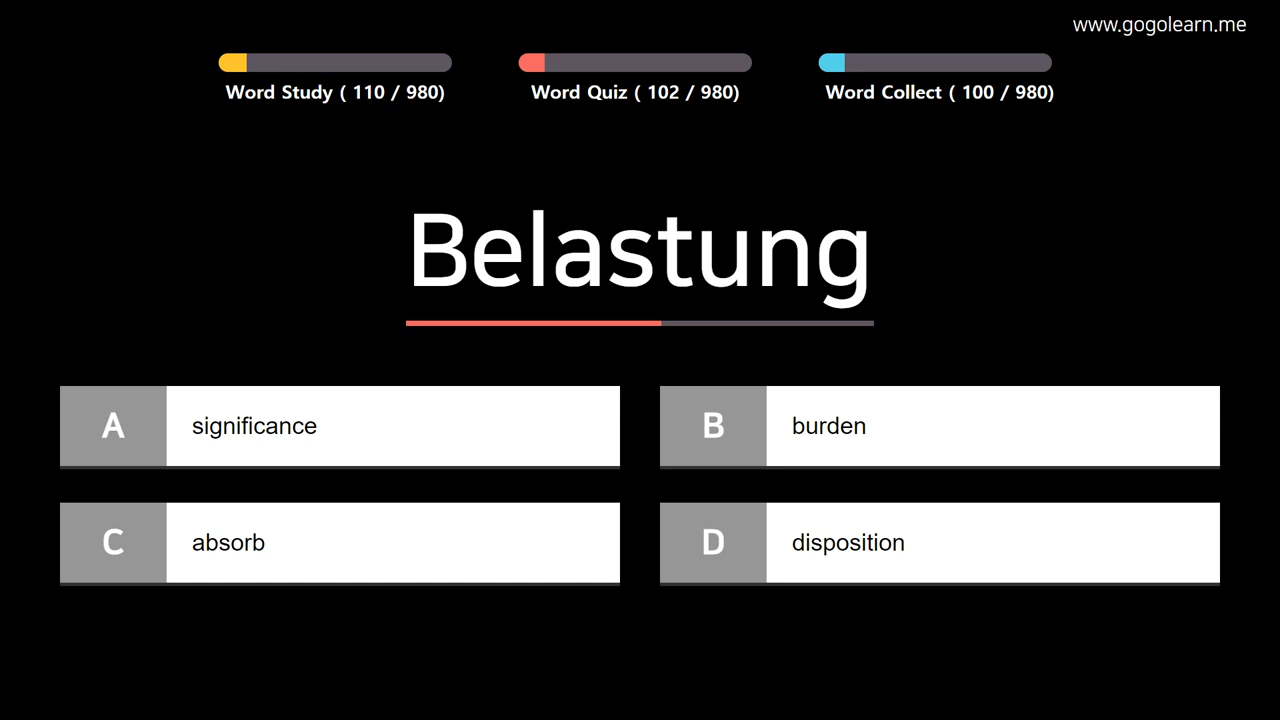 www.gogolearn.me
Word Study ( 110 / 980)
Word Quiz ( 102 / 980)
Word Collect ( 100 / 980)
Belastung
A
significance
B
burden
C
absorb
D
disposition